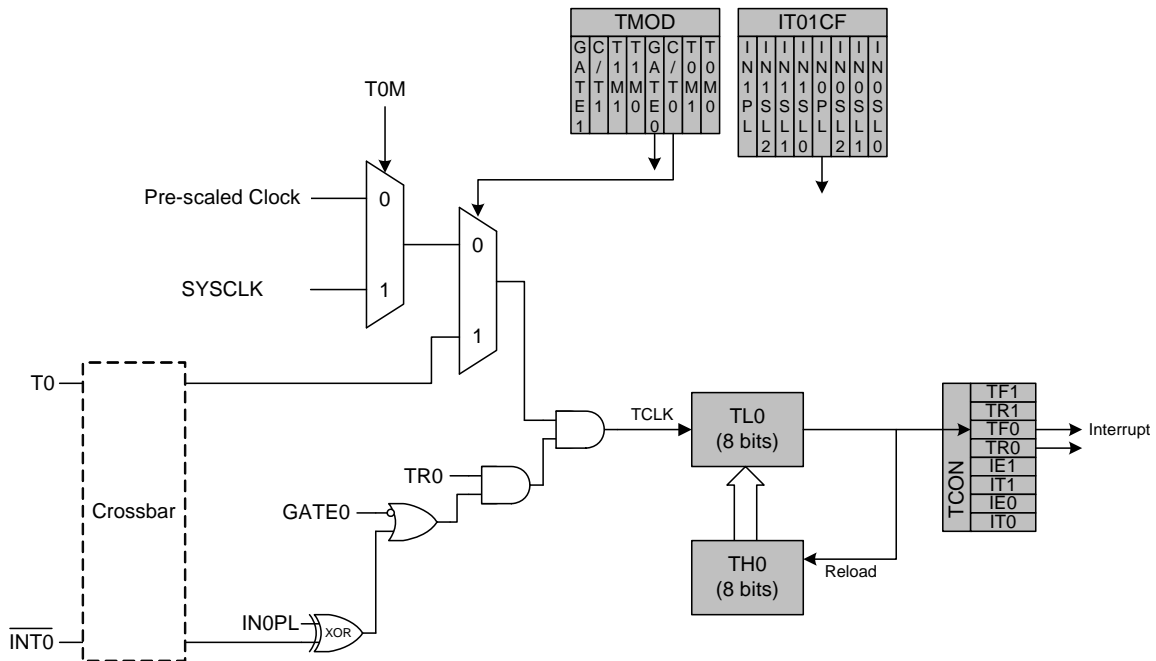 TMOD
GATE1
C/T1
T1M1
T1M0
GATE0
C/T0
T0M1
T0M0
IT01CF
IN1PL
IN1SL2
IN1SL1
IN1SL0
IN0PL
IN0SL2
IN0SL1
IN0SL0
T0M
Pre-scaled Clock
0
SYSCLK
1
0
1
T0
Crossbar
INT0
TR0
GATE0
IN0PL
XOR
TCLK
TL0
(8 bits)
TH0
(8 bits)
Reload
TCON
TF1
TR1
TF0
TR0
IE1
IT1
IE0
IT0
Interrupt